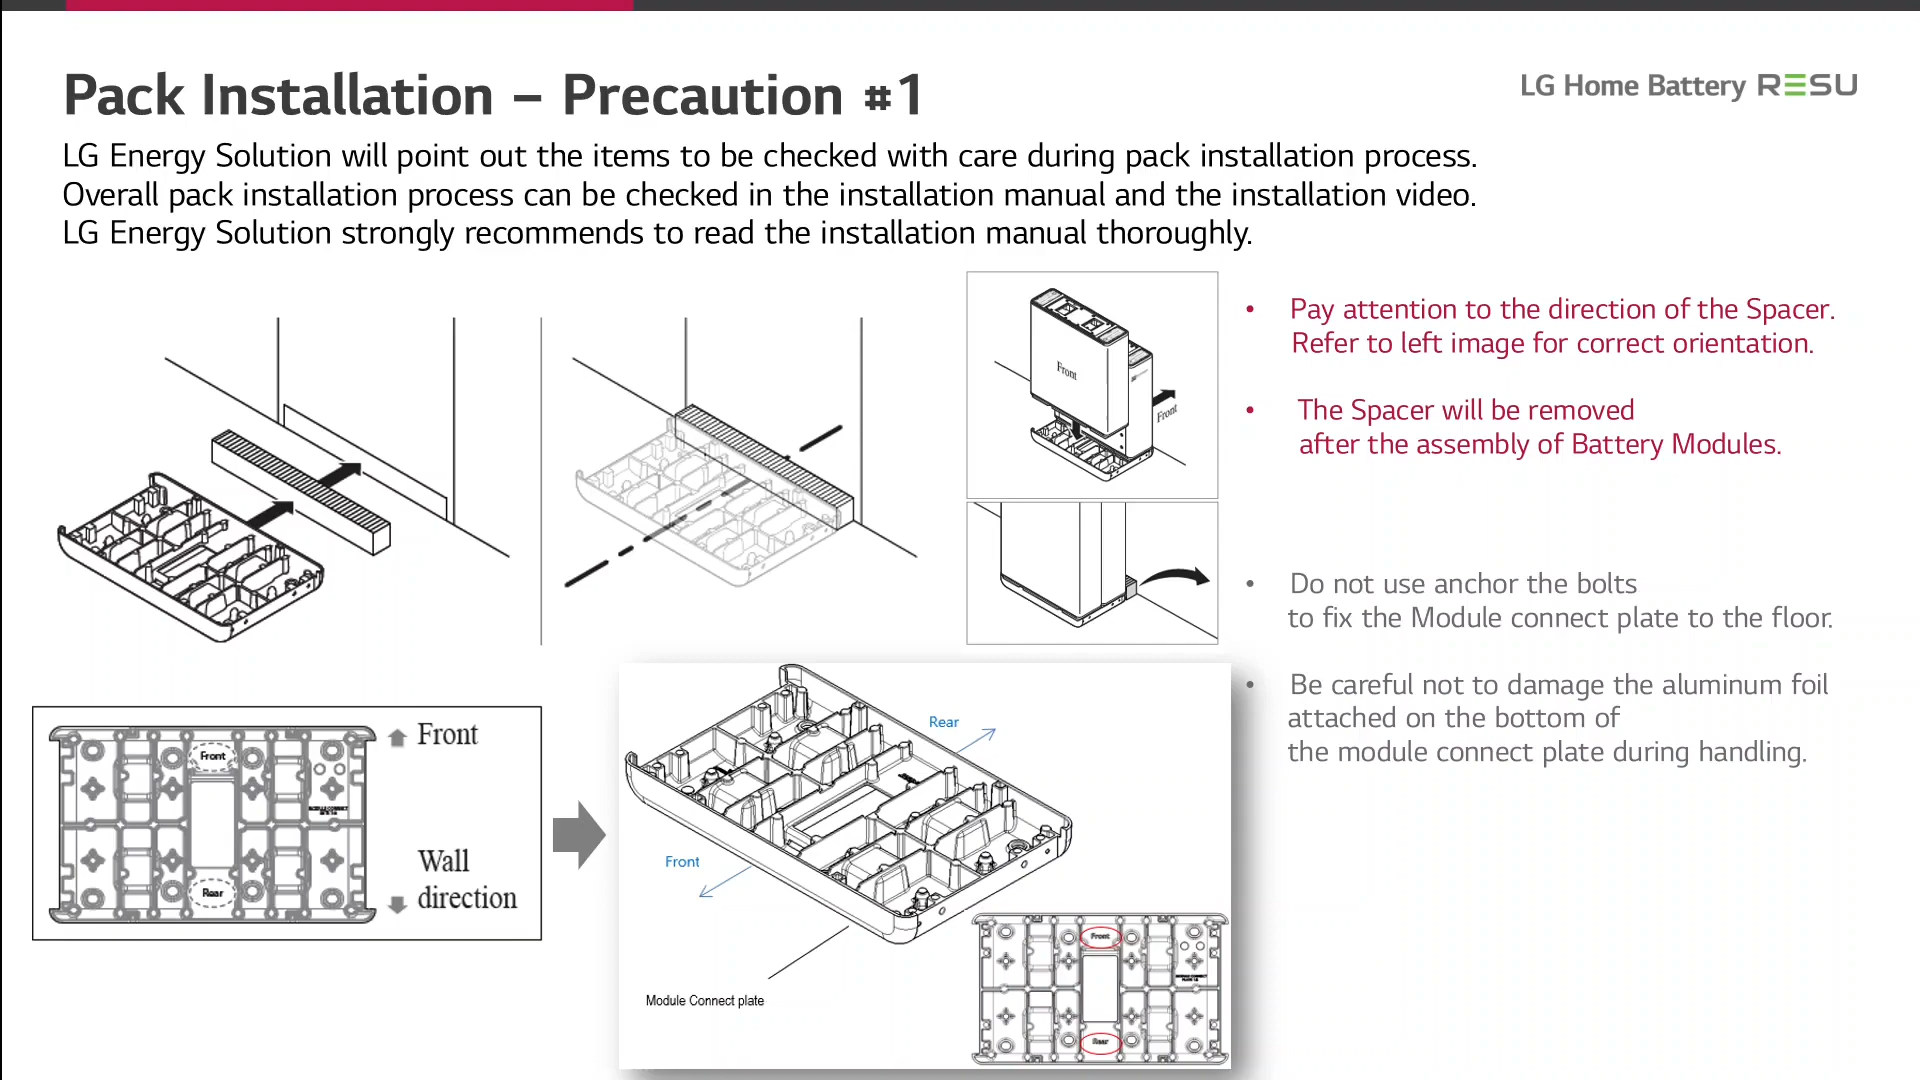 Pack Installation – Precaution #1
LG Home Battery RESU
LG Energy Solution will point out the items to be checked with care during pack installation process.
Overall pack installation process can be checked in the installation manual and the installation video.
LG Energy Solution strongly recommends to read the installation manual thoroughly.
Front
Front
• Pay attention to the direction of the Spacer.
Refer to left image for correct orientation.
• The Spacer will be removed
after the assembly of Battery Modules.
• Do not use anchor the bolts
to fix the Module connect plate to the floor.
• Be careful not to damage the aluminum foil
attached on the bottom of
the module connect plate during handling.
Front
Front
Wall
direction
Rear
Rear
Front
Module Connect plate
Front
Rear